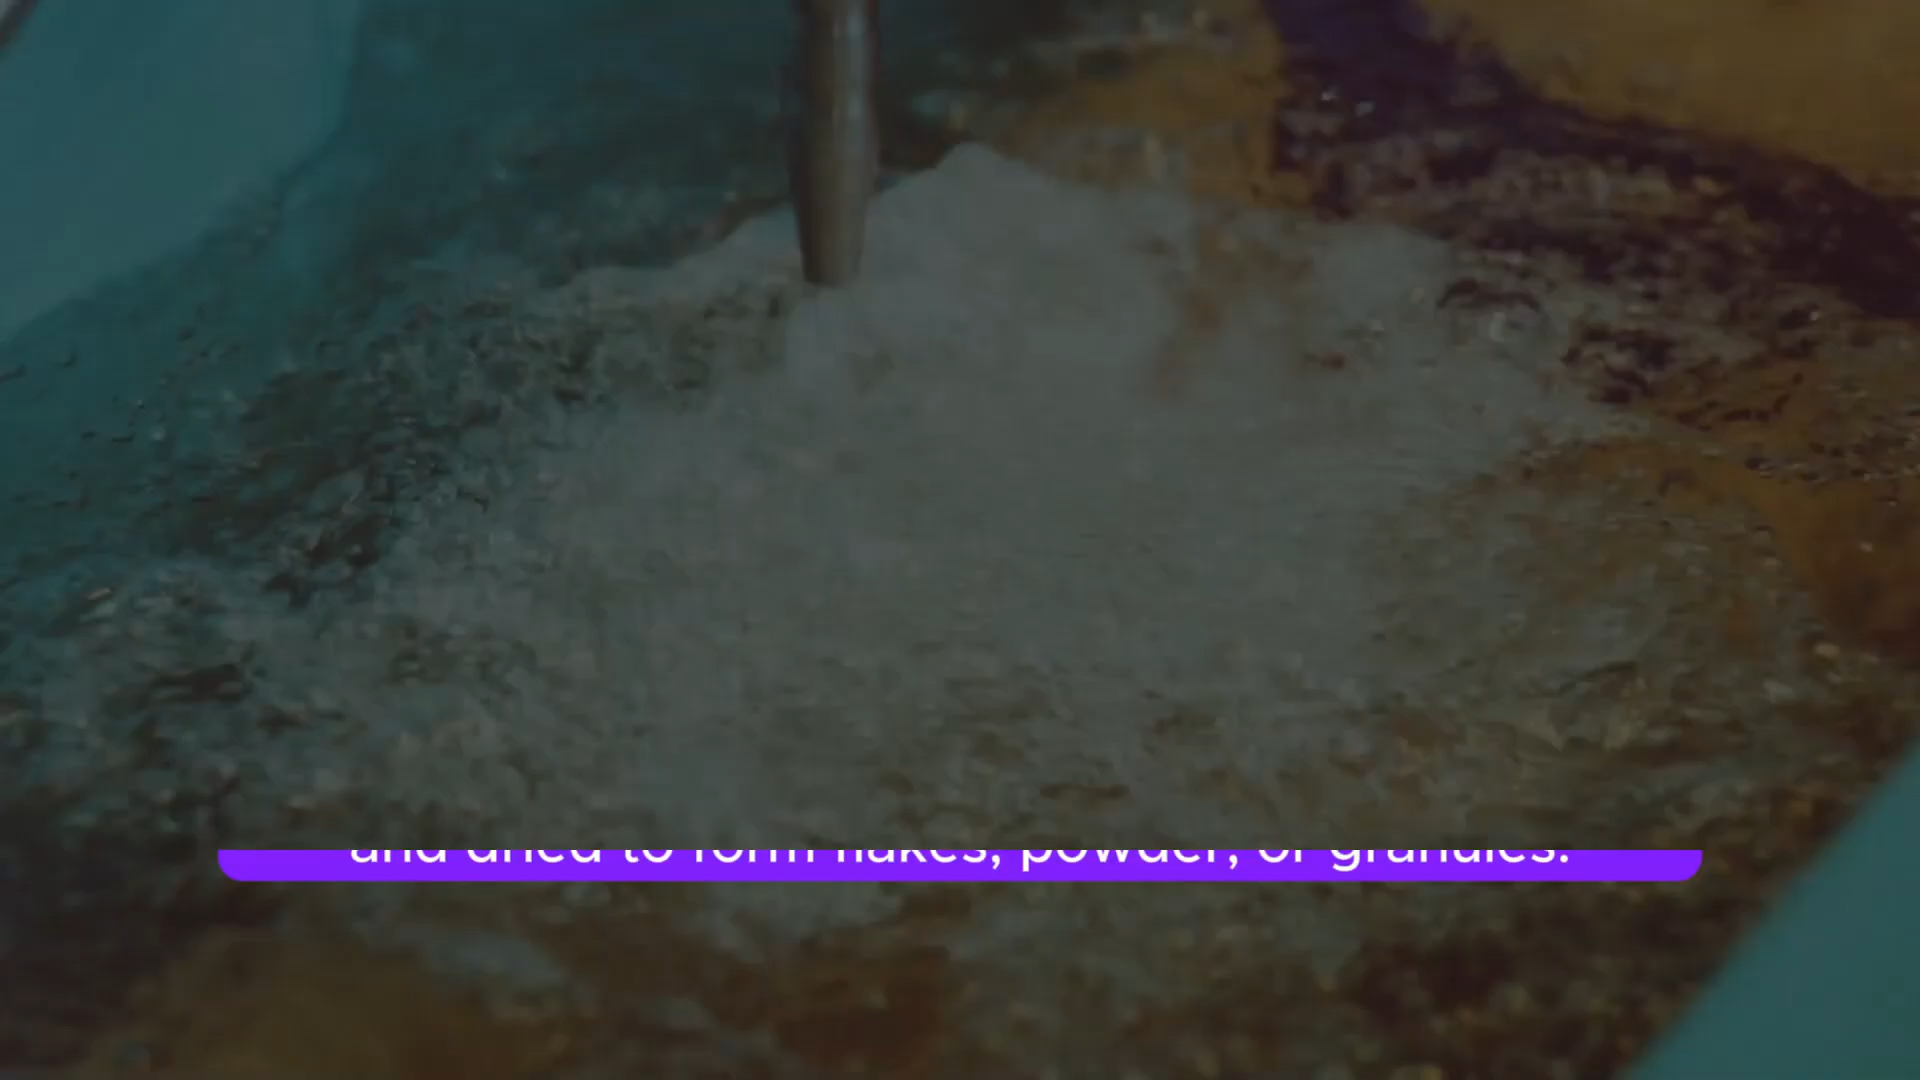 and dried to form flakes, powder, or granules.